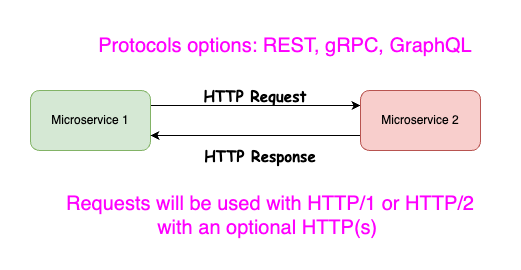 Protocols options: REST, gRPC, GraphQL
HTTP Request
Microservice 1
Microservice 2
HTTP Response
Requests will be used with HTTP/1 or HTTP/2
with an optional HTTP(s)